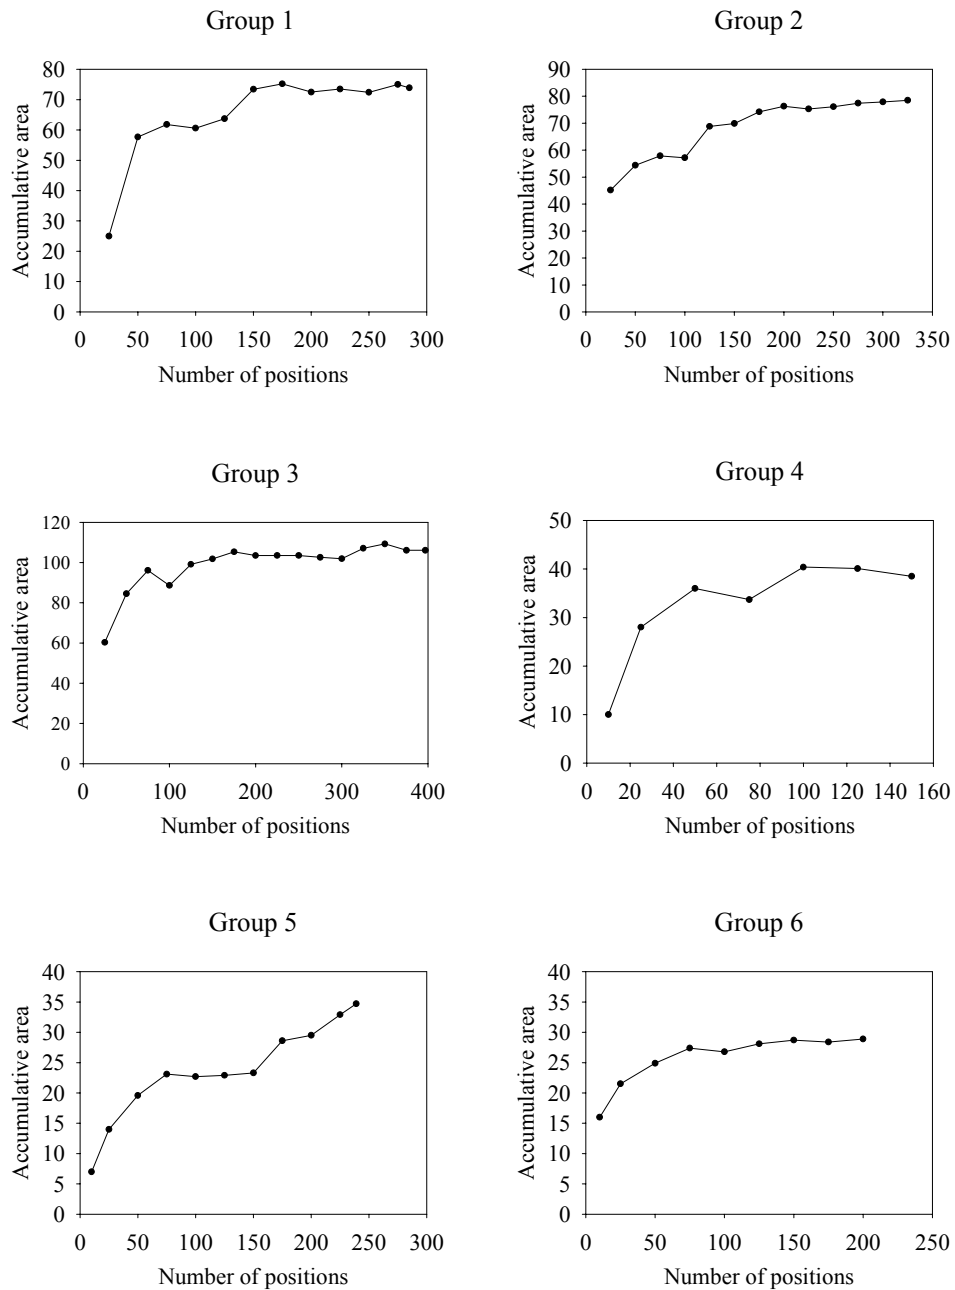 Group 1
80
70
60
50
40
30
20
10
0
Accumulative area
0 50 100 150 200 250 300
Number of positions
Group 2
90
80
70
60
50
40
30
20
10
0
Accumulative area
0 50 100 150 200 250 300 350
Number of positions
Group 3
120
100
80
60
40
20
0
Accumulative area
0 100 200 300 400
Number of positions
Group 4
50
40
30
20
10
0
Accumulative area
0 20 40 60 80 100 120 140 160
Number of positions
Group 5
40
35
30
25
20
15
10
5
0
Accumulative area
0 50 100 150 200 250 300
Number of positions
Group 6
40
35
30
25
20
15
10
5
0
Accumulative area
0 50 100 150 200 250
Number of positions